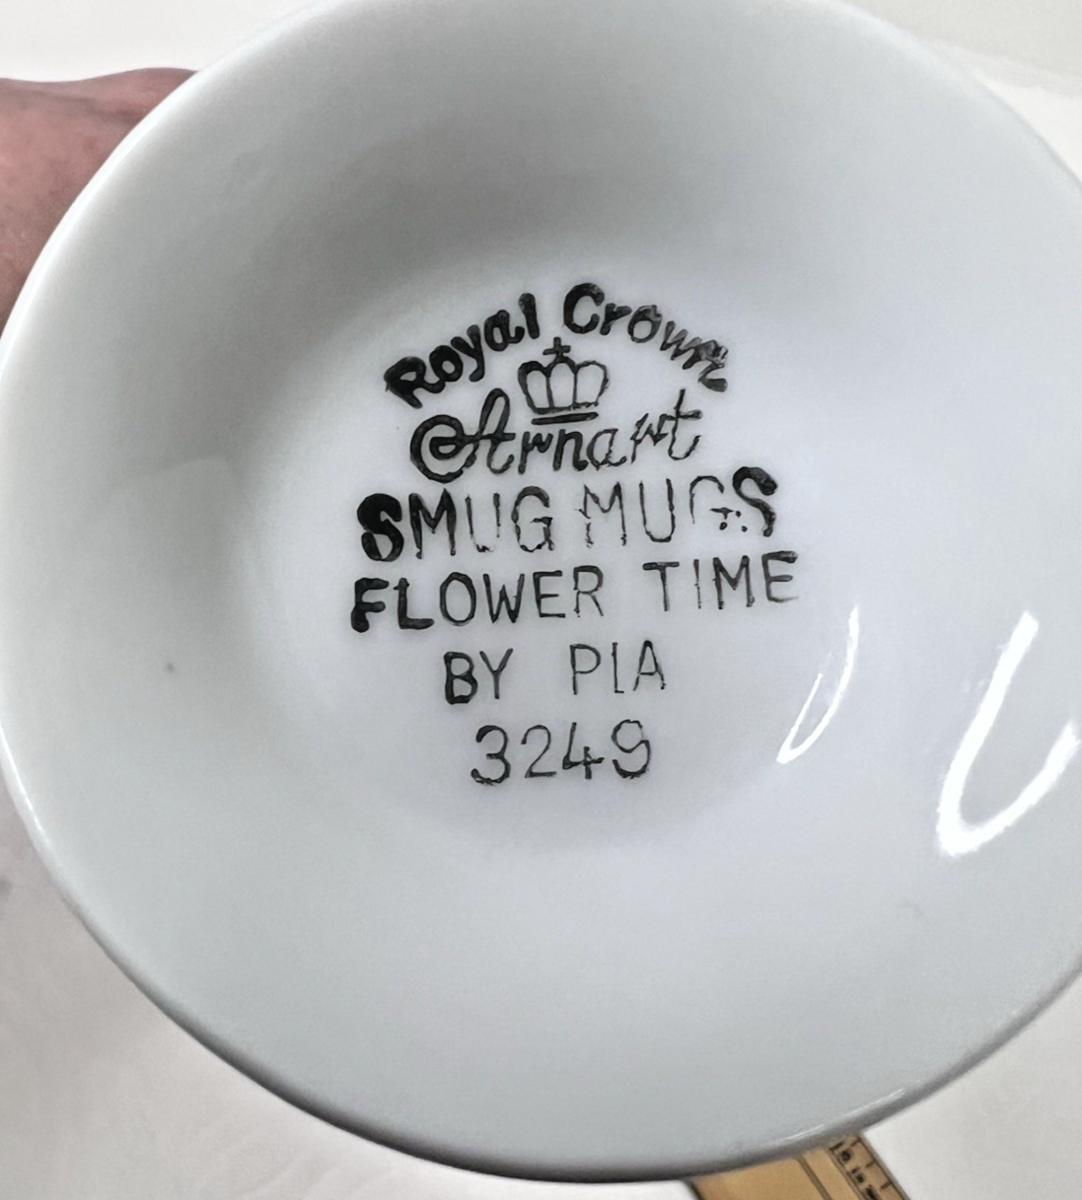 Royal Crown
Arnart
SMUG MUGS
FLOWER TIME
BY PIA
3249